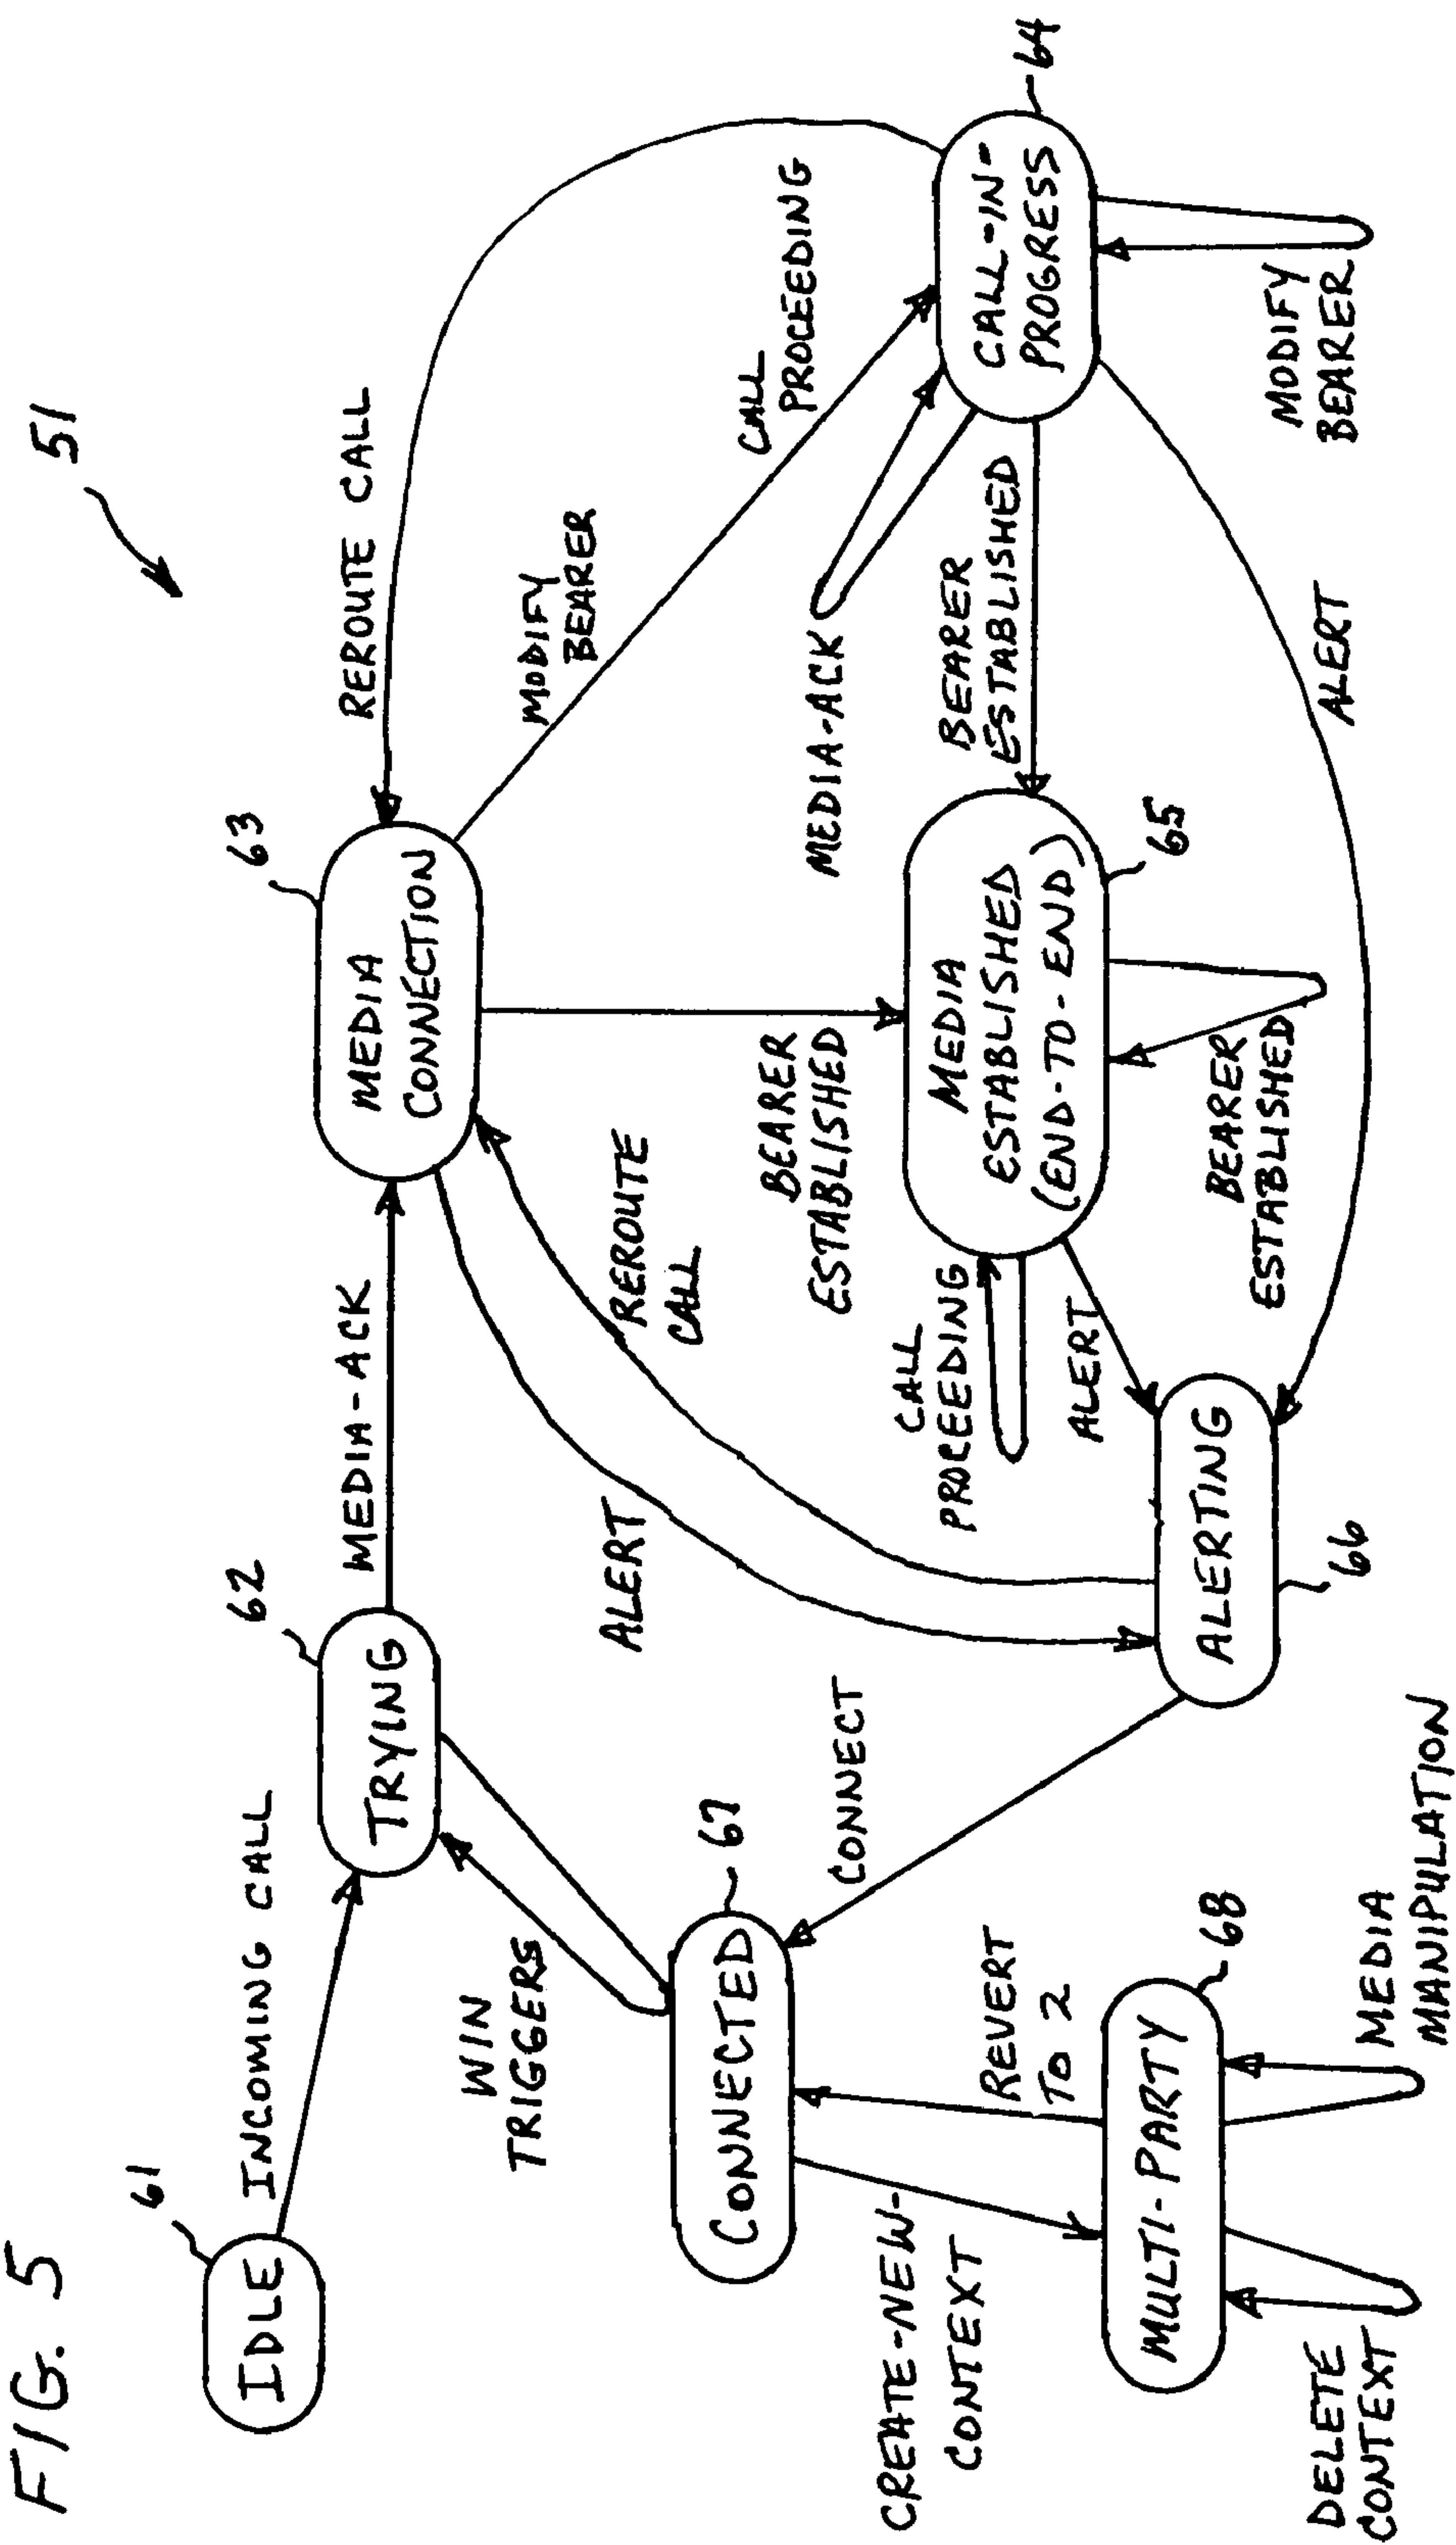 FIG. 5
51
61
IDLE
INCOMING CALL
62
TRYING
MEDIA-ACK
63
MEDIA
CONNECTION
REROUTE CALL
WIN
TRIGGERS
ALERT
REROUTE
CALL
MODIFY
BEARER
CALL
PROCEEDING
CALL-IN-
PROGRESS
64
67
CONNECTED
CONNECT
BEARER
ESTABLISHED
MEDIA-ACK
BEARER
ESTABLISHED
MODIFY
BEARER
CREATE-NEW-
CONTEXT
REVERT
TO 2
CALL
PROCEEDING
MEDIA
ESTABLISHED
(END-TO-END)
65
ALERT
ALERT
BEARER
ESTABLISHED
ALERTING
66
MULTI-PARTY
68
DELETE
CONTEXT
MEDIA
MANIPULATION